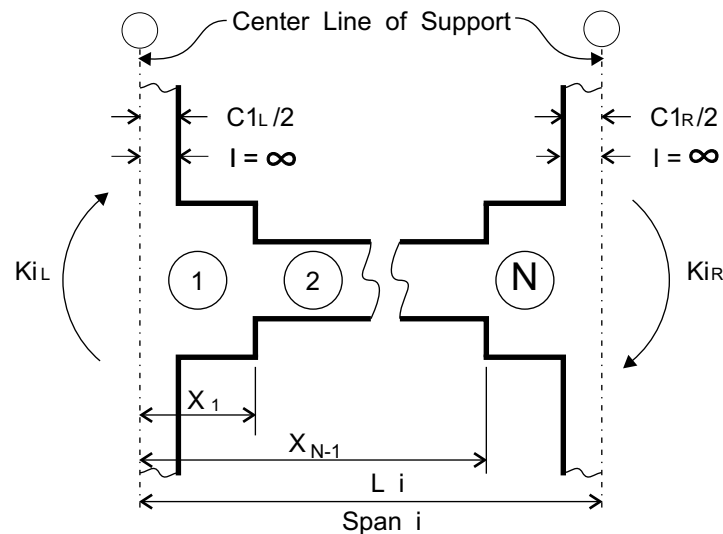 Center Line of Support
C1L/2
C1R/2
I = ∞
I = ∞
KiL
KiR
1
2
N
X 1
X N-1
L i
Span i